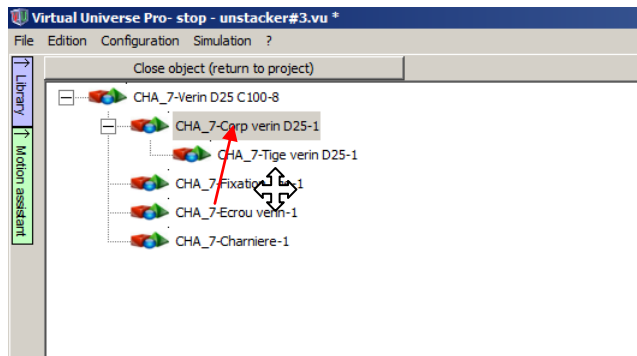 Virtual Universe Pro- stop - unstacker#3.vu *
File Edition Configuration Simulation ?
Close object (return to project)
Library
Motion assistant
CHA_7-Verin D25 C100-8
CHA_7-Corp verin D25-1
CHA_7-Tige verin D25-1
CHA_7-Fixation
CHA_7-Ecrou verin-1
CHA_7-Charniere-1